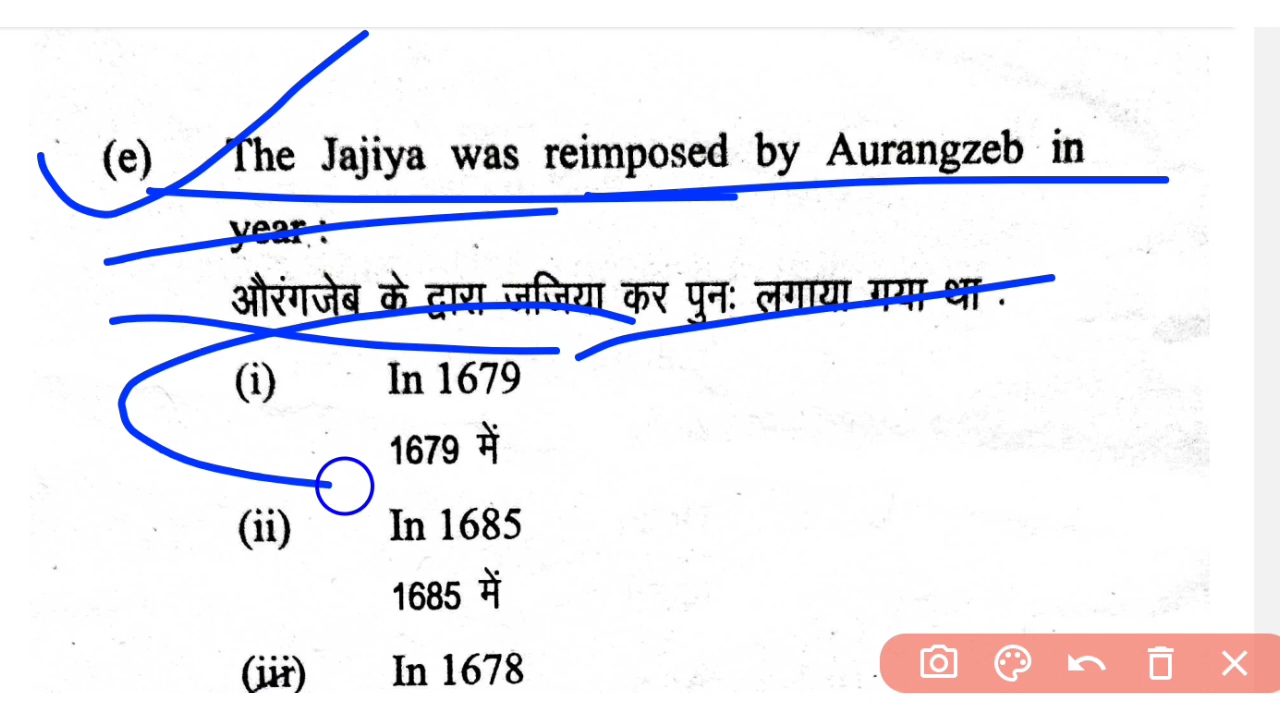 (e) The Jajiya was reimposed by Aurangzeb in
year :
औरंगजेब के द्वारा जजिया कर पुनः लगाया गया था .
(i) In 1679
1679 में
(ii) In 1685
1685 में
(iii) In 1678